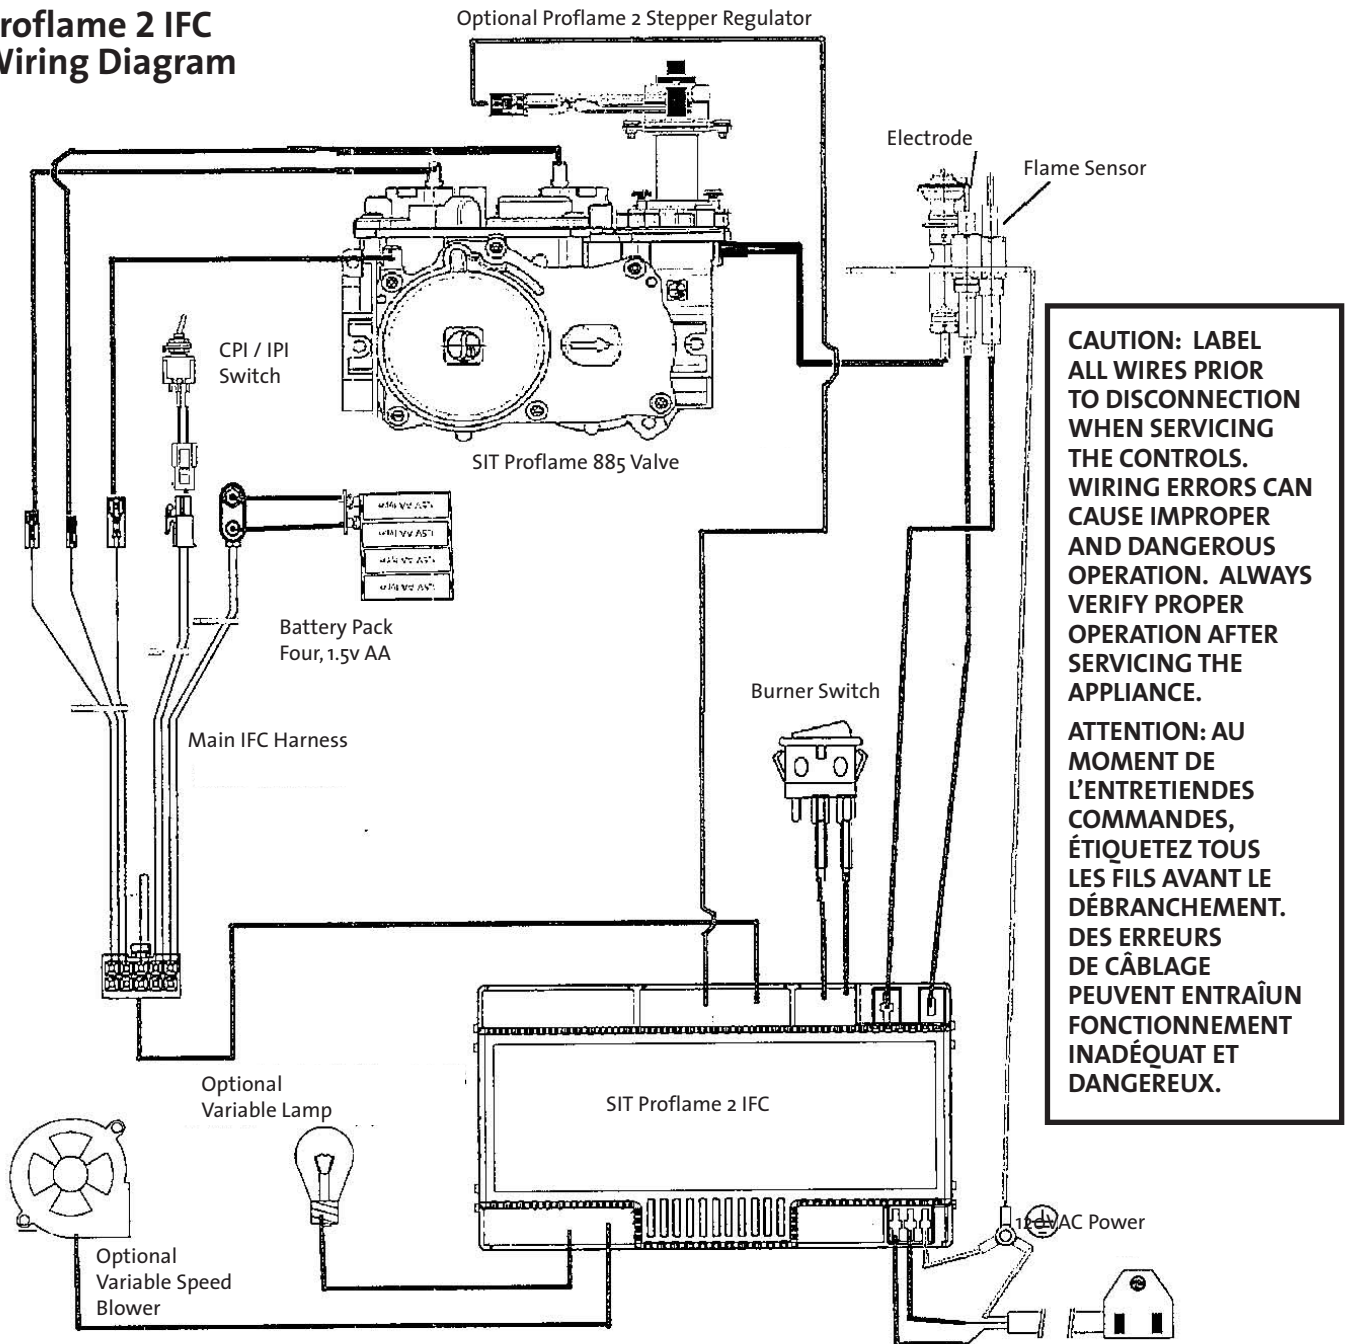 roflame 2 IFC
Wiring Diagram
Optional Proflame 2 Stepper Regulator
Electrode
Flame Sensor
CPI / IPI
Switch
SIT Proflame 885 Valve
Battery Pack
Four, 1.5v AA
Main IFC Harness
Burner Switch
CAUTION: LABEL
ALL WIRES PRIOR
TO DISCONNECTION
WHEN SERVICING
THE CONTROLS.
WIRING ERRORS CAN
CAUSE IMPROPER
AND DANGEROUS
OPERATION. ALWAYS
VERIFY PROPER
OPERATION AFTER
SERVICING THE
APPLIANCE.
ATTENTION: AU
MOMENT DE
L'ENTRETIENDES
COMMANDES,
ÉTIQUETEZ TOUS
LES FILS AVANT LE
DÉBRANCHEMENT.
DES ERREURS
DE CÂBLAGE
PEUVENT ENTRAÎUN
FONCTIONNEMENT
INADÉQUAT ET
DANGEREUX.
Optional
Variable Lamp
SIT Proflame 2 IFC
Optional
Variable Speed
Blower
120VAC Power